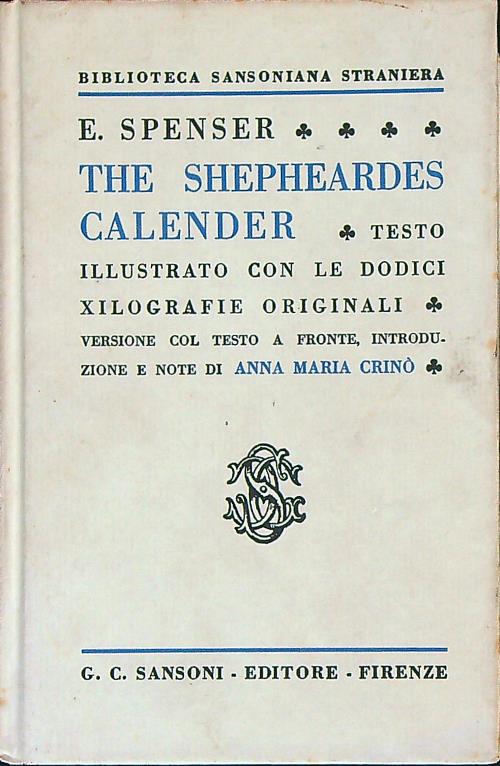 BIBLIOTECA SANSONIANA STRANIERA
E. SPENSER ♣ ♣ ♣ ♣
THE SHEPHEARDES
CALENDER ♣ TESTO
ILLUSTRATO CON LE DODICI
XILOGRAFIE ORIGINALI ♣
VERSIONE COL TESTO A FRONTE, INTRODU-
ZIONE E NOTE DI ANNA MARIA CRINÒ ♣
G. C. SANSONI - EDITORE - FIRENZE